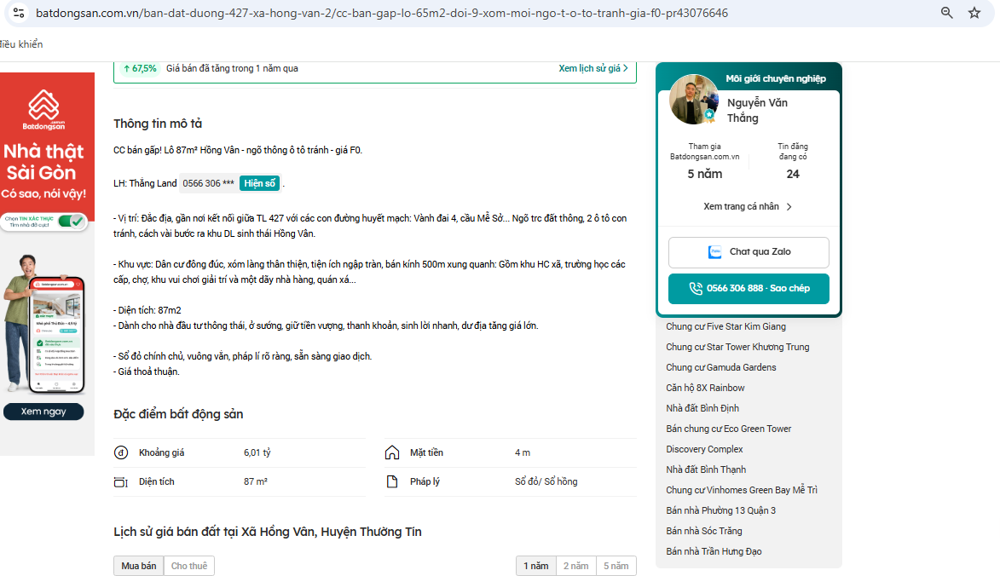 batdongsan.com.vn/ban-dat-duong-427-xa-hong-van-2/cc-ban-gap-lo-65m2-doi-9-xom-moi-ngo-t-o-to-tranh-gia-f0-pr43076646
điều khiển
67,5% Giá bán đã tăng trong 1 năm qua
Xem lịch sử giá
Batdongsan
.com.vn
Nhà thật
Sài Gòn
Có sao, nói vậy!
Chọn TIN XÁC THỰC
Tìm nhà dễ cực!
Xem ngay
Thông tin mô tả
CC bán gấp! Lô 87m² Hồng Vân - ngõ thông ô tô tránh - giá F0.
LH: Thắng Land 0566 306 *** Hiện số .
- Vị trí: Đắc địa, gần nơi kết nối giữa TL 427 với các con đường huyết mạch: Vành đai 4, cầu Mễ Sở... Ngõ trc đất thông, 2 ô tô con
tránh, cách vài bước ra khu DL sinh thái Hồng Vân.
- Khu vực: Dân cư đông đúc, xóm làng thân thiện, tiện ích ngập tràn, bán kính 500m xung quanh: Gồm khu HC xã, trường học các
cấp, chợ, khu vui chơi giải trí và một dãy nhà hàng, quán xá...
- Diện tích: 87m2
- Dành cho nhà đầu tư thông thái, ở sướng, giữ tiền vượng, thanh khoản, sinh lời nhanh, dư địa tăng giá lớn.
- Sổ đỏ chính chủ, vuông vắn, pháp lí rõ ràng, sẵn sàng giao dịch.
- Giá thoả thuận.
Đặc điểm bất động sản
Khoảng giá 6,01 tỷ
Mặt tiền 4 m
Diện tích 87 m²
Pháp lý Sổ đỏ/ Sổ hồng
Lịch sử giá bán đất tại Xã Hồng Vân, Huyện Thường Tín
Mua bán Cho thuê
1 năm 2 năm 5 năm
Môi giới chuyên nghiệp
Nguyễn Văn
Thắng
Tham gia
Batdongsan.com.vn
5 năm
Tin đăng
đang có
24
Xem trang cá nhân
Zalo
Chat qua Zalo
0566 306 888 · Sao chép
Chung cư Five Star Kim Giang
Chung cư Star Tower Khương Trung
Chung cư Gamuda Gardens
Căn hộ 8X Rainbow
Nhà đất Bình Định
Bán chung cư Eco Green Tower
Discovery Complex
Nhà đất Bình Thạnh
Chung cư Vinhomes Green Bay Mễ Trì
Bán nhà Phường 13 Quận 3
Bán nhà Sóc Trăng
Bán nhà Trần Hưng Đạo